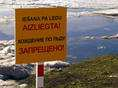 IEŠANA PA LEDU
AIZLIEGTA!
ХОЖДЕНИЕ ПО ЛЬДУ
ЗАПРЕЩЕНО!